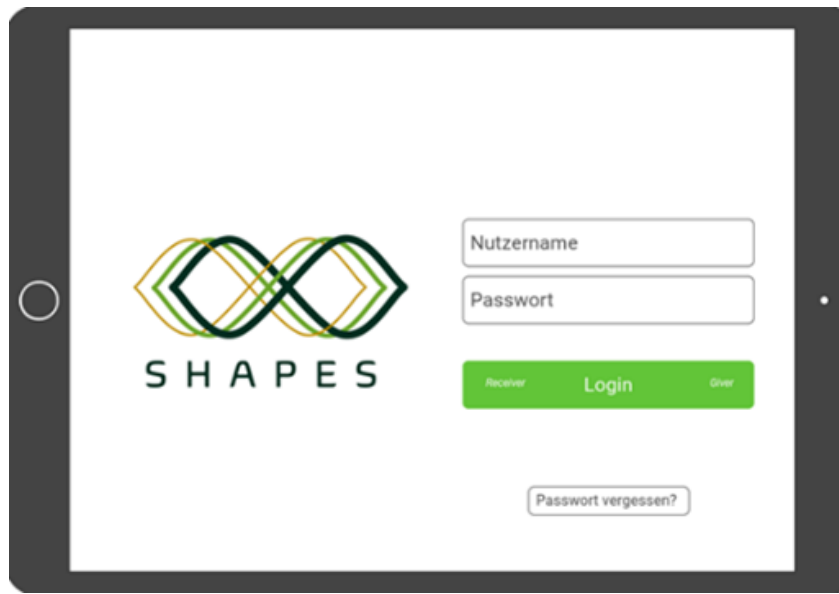 SHAPES
Nutzername
Passwort
Receiver Login Giver
Passwort vergessen?